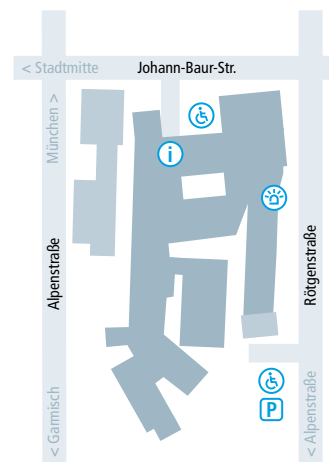 < Stadtmitte
Johann-Baur-Str.
München >
i
Alpenstraße
Rötgenstraße
< Garmisch
< Alpenstraße
P